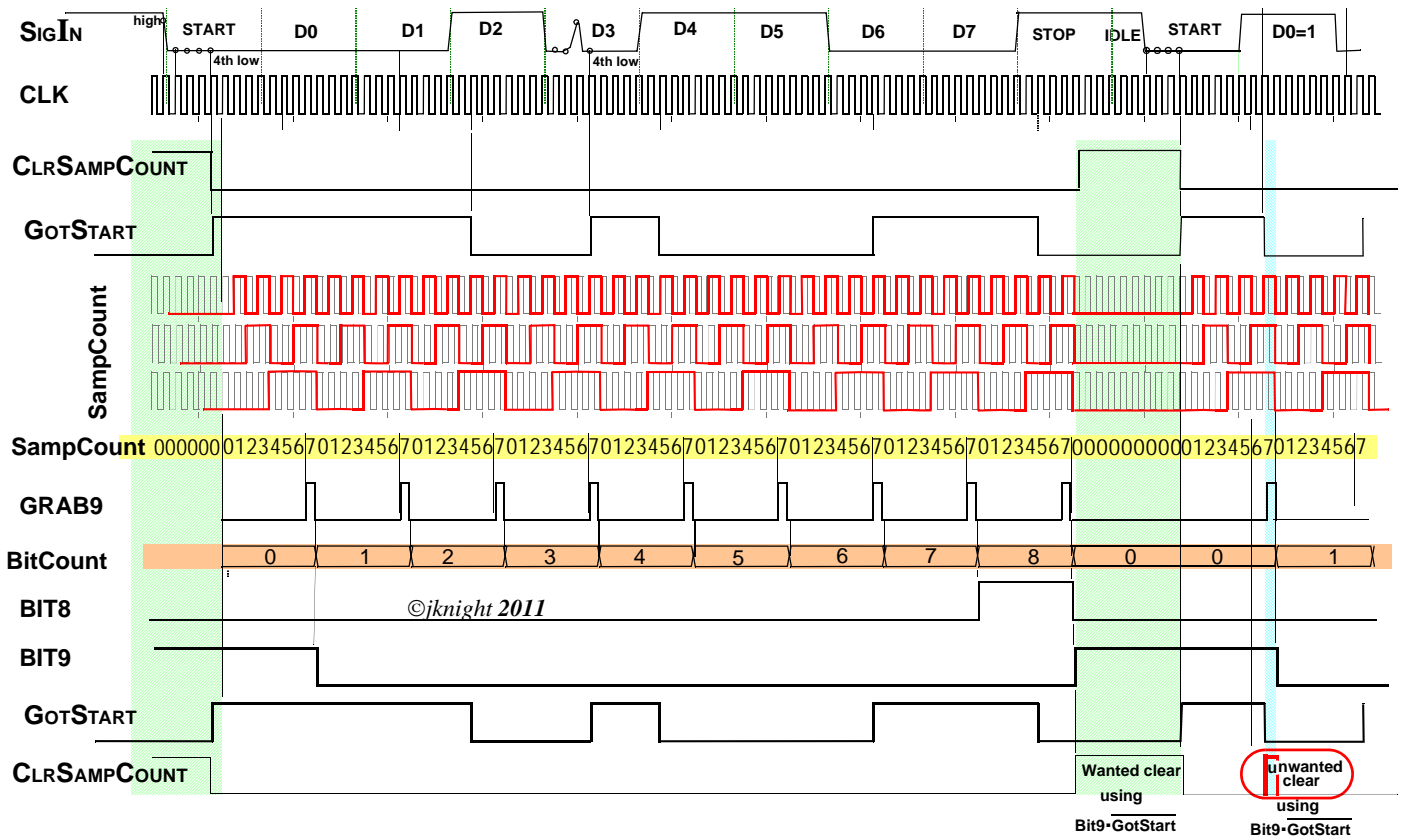 SIGIN
high
START
D0
D1
D2
D3
D4
D5
D6
D7
STOP
IDLE
START
D0=1
4th low
4th low
CLK
CLRSAMPCOUNT
GOTSTART
SampCount
SampCount 000000 0123456701234567012345670123456701234567012345670123456701234567012345670000000000123456701234567
GRAB9
BitCount
0 1 2 3 4 5 6 7 8 0 0 1
BIT8
©jknight 2011
BIT9
GOTSTART
CLRSAMPCOUNT
Wanted clear
using
Bit9·GotStart
unwanted
clear
using
Bit9·GotStart